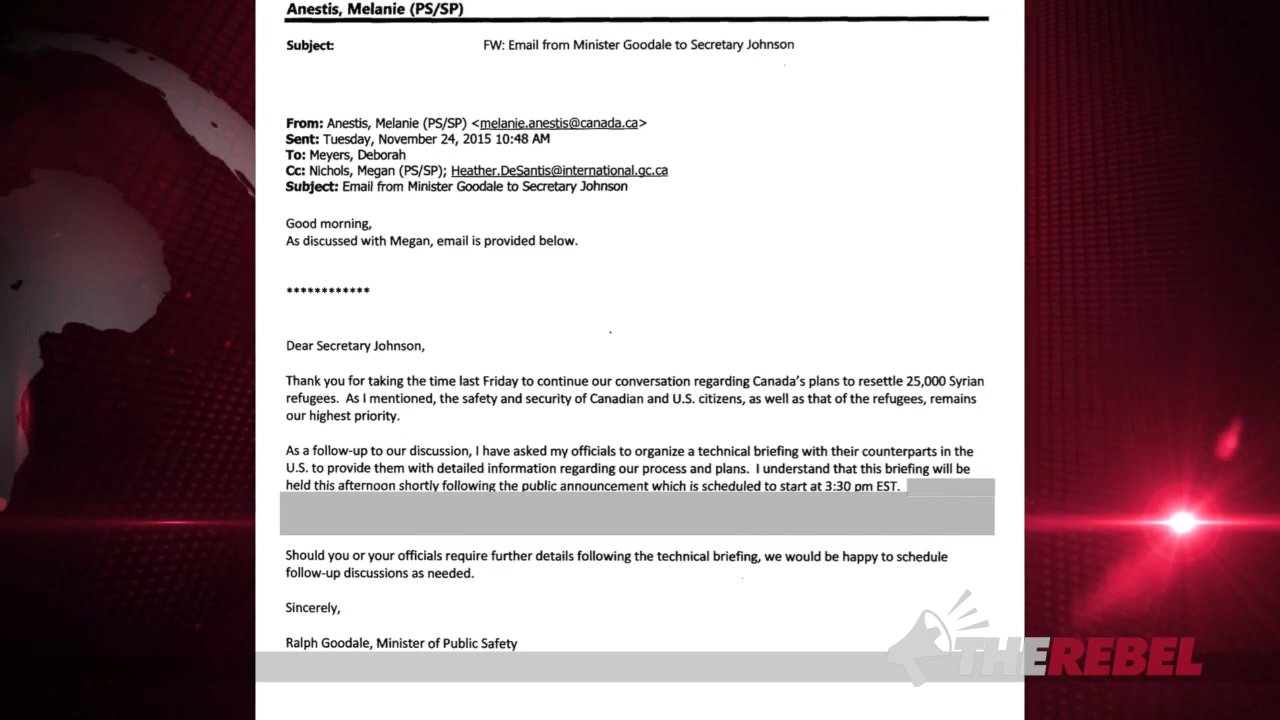 Anestis, Melanie (PS/SP)
Subject: FW: Email from Minister Goodale to Secretary Johnson
From: Anestis, Melanie (PS/SP) <melanie.anestis@canada.ca>
Sent: Tuesday, November 24, 2015 10:48 AM
To: Meyers, Deborah
Cc: Nichols, Megan (PS/SP); Heather.DeSantis@international.gc.ca
Subject: Email from Minister Goodale to Secretary Johnson
Good morning,
As discussed with Megan, email is provided below.
************
Dear Secretary Johnson,
Thank you for taking the time last Friday to continue our conversation regarding Canada's plans to resettle 25,000 Syrian
refugees. As I mentioned, the safety and security of Canadian and U.S. citizens, as well as that of the refugees, remains
our highest priority.
As a follow-up to our discussion, I have asked my officials to organize a technical briefing with their counterparts in the
U.S. to provide them with detailed information regarding our process and plans. I understand that this briefing will be
held this afternoon shortly following the public announcement which is scheduled to start at 3:30 pm EST.
Should you or your officials require further details following the technical briefing, we would be happy to schedule
follow-up discussions as needed.
Sincerely,
Ralph Goodale, Minister of Public Safety
THEREBEL